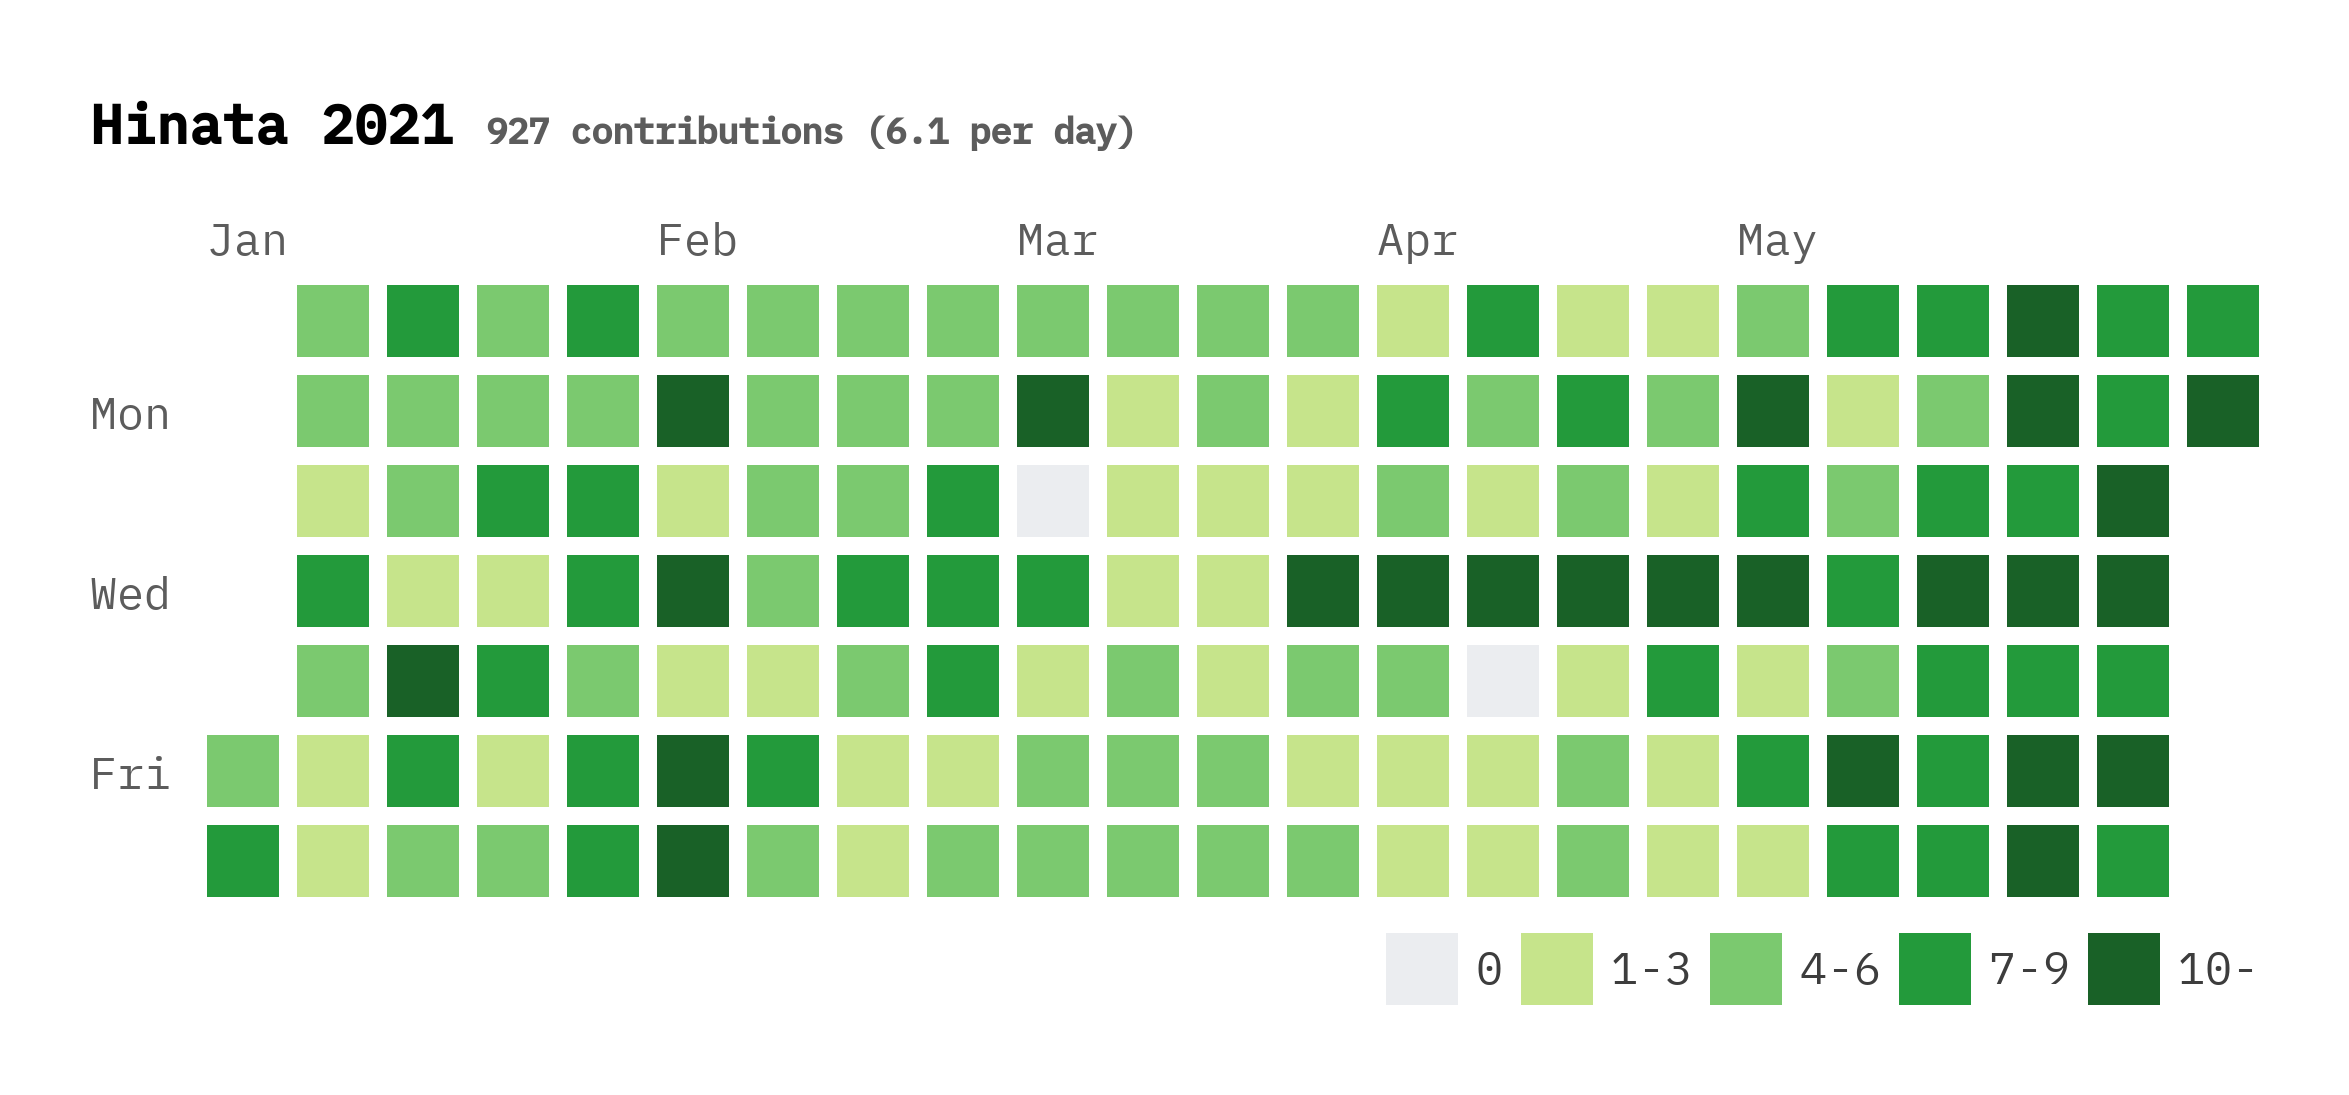 Hinata 2021 927 contributions (6.1 per day)
Jan Feb Mar Apr May
Mon
Wed
Fri
0 1-3 4-6 7-9 10-